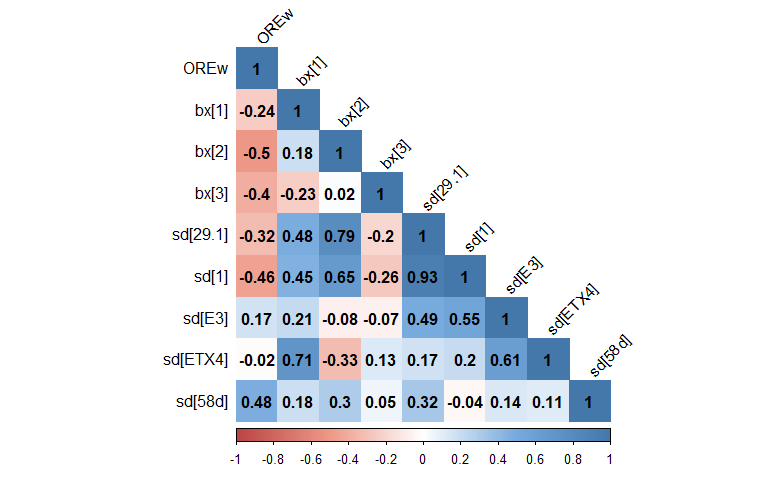 OREw
OREw 1 bx[1]
bx[1] -0.24 1 bx[2]
bx[2] -0.5 0.18 1 bx[3]
bx[3] -0.4 -0.23 0.02 1 sd[29.1]
sd[29.1] -0.32 0.48 0.79 -0.2 1 sd[1]
sd[1] -0.46 0.45 0.65 -0.26 0.93 1 sd[E3]
sd[E3] 0.17 0.21 -0.08 -0.07 0.49 0.55 1 sd[ETX4]
sd[ETX4] -0.02 0.71 -0.33 0.13 0.17 0.2 0.61 1 sd[58d]
sd[58d] 0.48 0.18 0.3 0.05 0.32 -0.04 0.14 0.11 1
-1 -0.8 -0.6 -0.4 -0.2 0 0.2 0.4 0.6 0.8 1